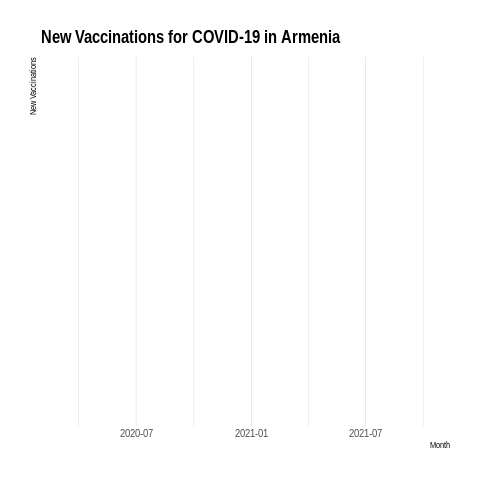 New Vaccinations for COVID-19 in Armenia
New Vaccinations
2020-07 2021-01 2021-07
Month